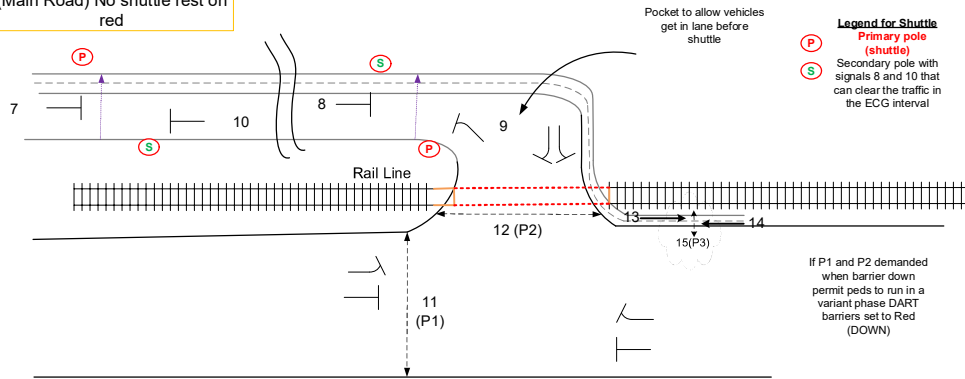 (Main Road) No shuttle rest on
red
Pocket to allow vehicles
get in lane before
shuttle
Legend for Shuttle
P
Primary pole
(shuttle)
S
Secondary pole with
signals 8 and 10 that
can clear the traffic in
the ECG interval
P
S
7
8
10
9
S
P
Rail Line
13
14
12 (P2)
15(P3)
11
(P1)
If P1 and P2 demanded
when barrier down
permit peds to run in a
variant phase DART
barriers set to Red
(DOWN)